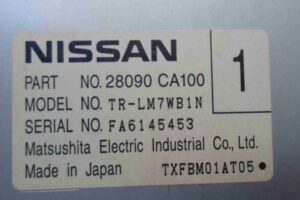 NISSAN
PART NO. 28090 CA100
1
MODEL NO. TR-LM7WB1N
SERIAL NO. FA6145453
Matsushita Electric Industrial Co., Ltd.
Made in Japan TXFBM01AT05